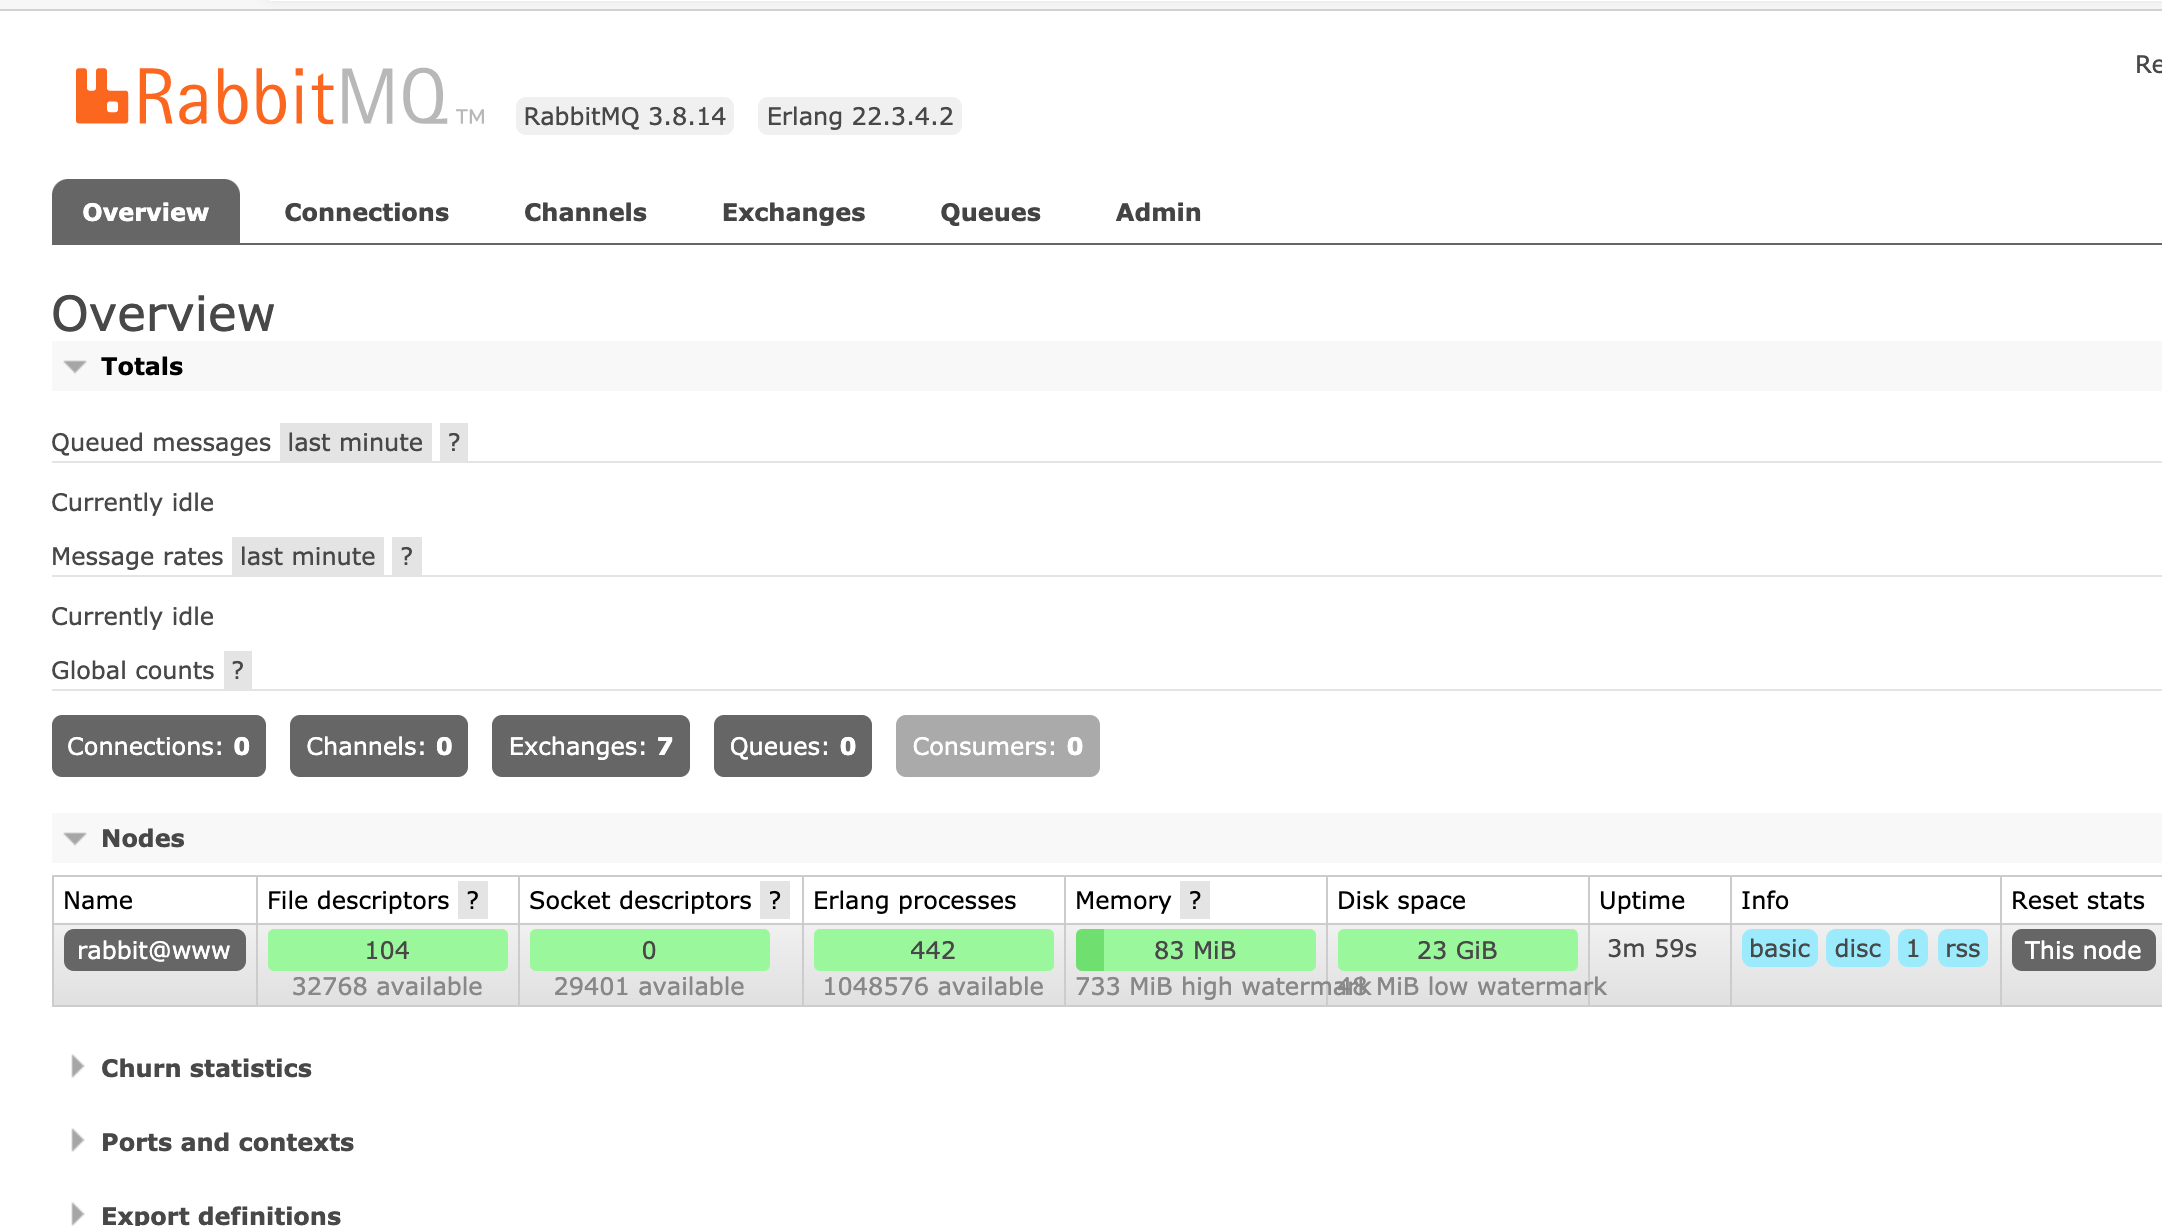 Re
RabbitMQ TM RabbitMQ 3.8.14 Erlang 22.3.4.2
Overview Connections Channels Exchanges Queues Admin
Overview
Totals
Queued messages last minute ?
Currently idle
Message rates last minute ?
Currently idle
Global counts ?
Connections: 0 Channels: 0 Exchanges: 7 Queues: 0 Consumers: 0
Nodes
Name File descriptors ? Socket descriptors ? Erlang processes Memory ? Disk space Uptime Info Reset stats
rabbit@www 104 0 442 83 MiB 23 GiB 3m 59s basic disc 1 rss This node
32768 available 29401 available 1048576 available 733 MiB high watermark 48 MiB low watermark
Churn statistics
Ports and contexts
Export definitions